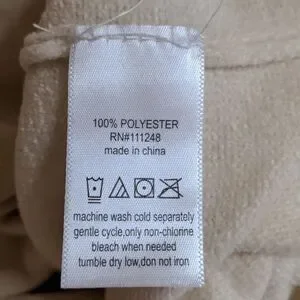 100% POLYESTER
RN#111248
made in china
machine wash cold separately
gentle cycle.only non-chlorine
bleach when needed
tumble dry low,don not iron